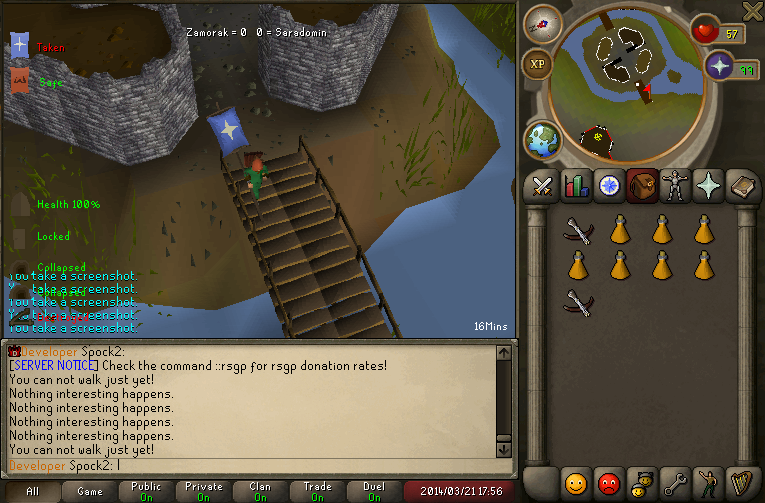 Zamorak = 0 0 = Saradomin
Taken
Safe
Health 100%
Locked
Collapsed
Collapsed
You take a screenshot.
You take a screenshot.
You take a screenshot.
You take a screenshot.
You take a screenshot.
16Mins
57
XP
99
Developer Spock2:
[SERVER NOTICE] Check the command ::rsgp for rsgp donation rates!
You can not walk just yet!
Nothing interesting happens.
Nothing interesting happens.
Nothing interesting happens.
Nothing interesting happens.
You can not walk just yet!
Developer Spock2:
All
Game
Public
On
Private
On
Clan
On
Trade
On
Duel
On
2014/03/21 17:56